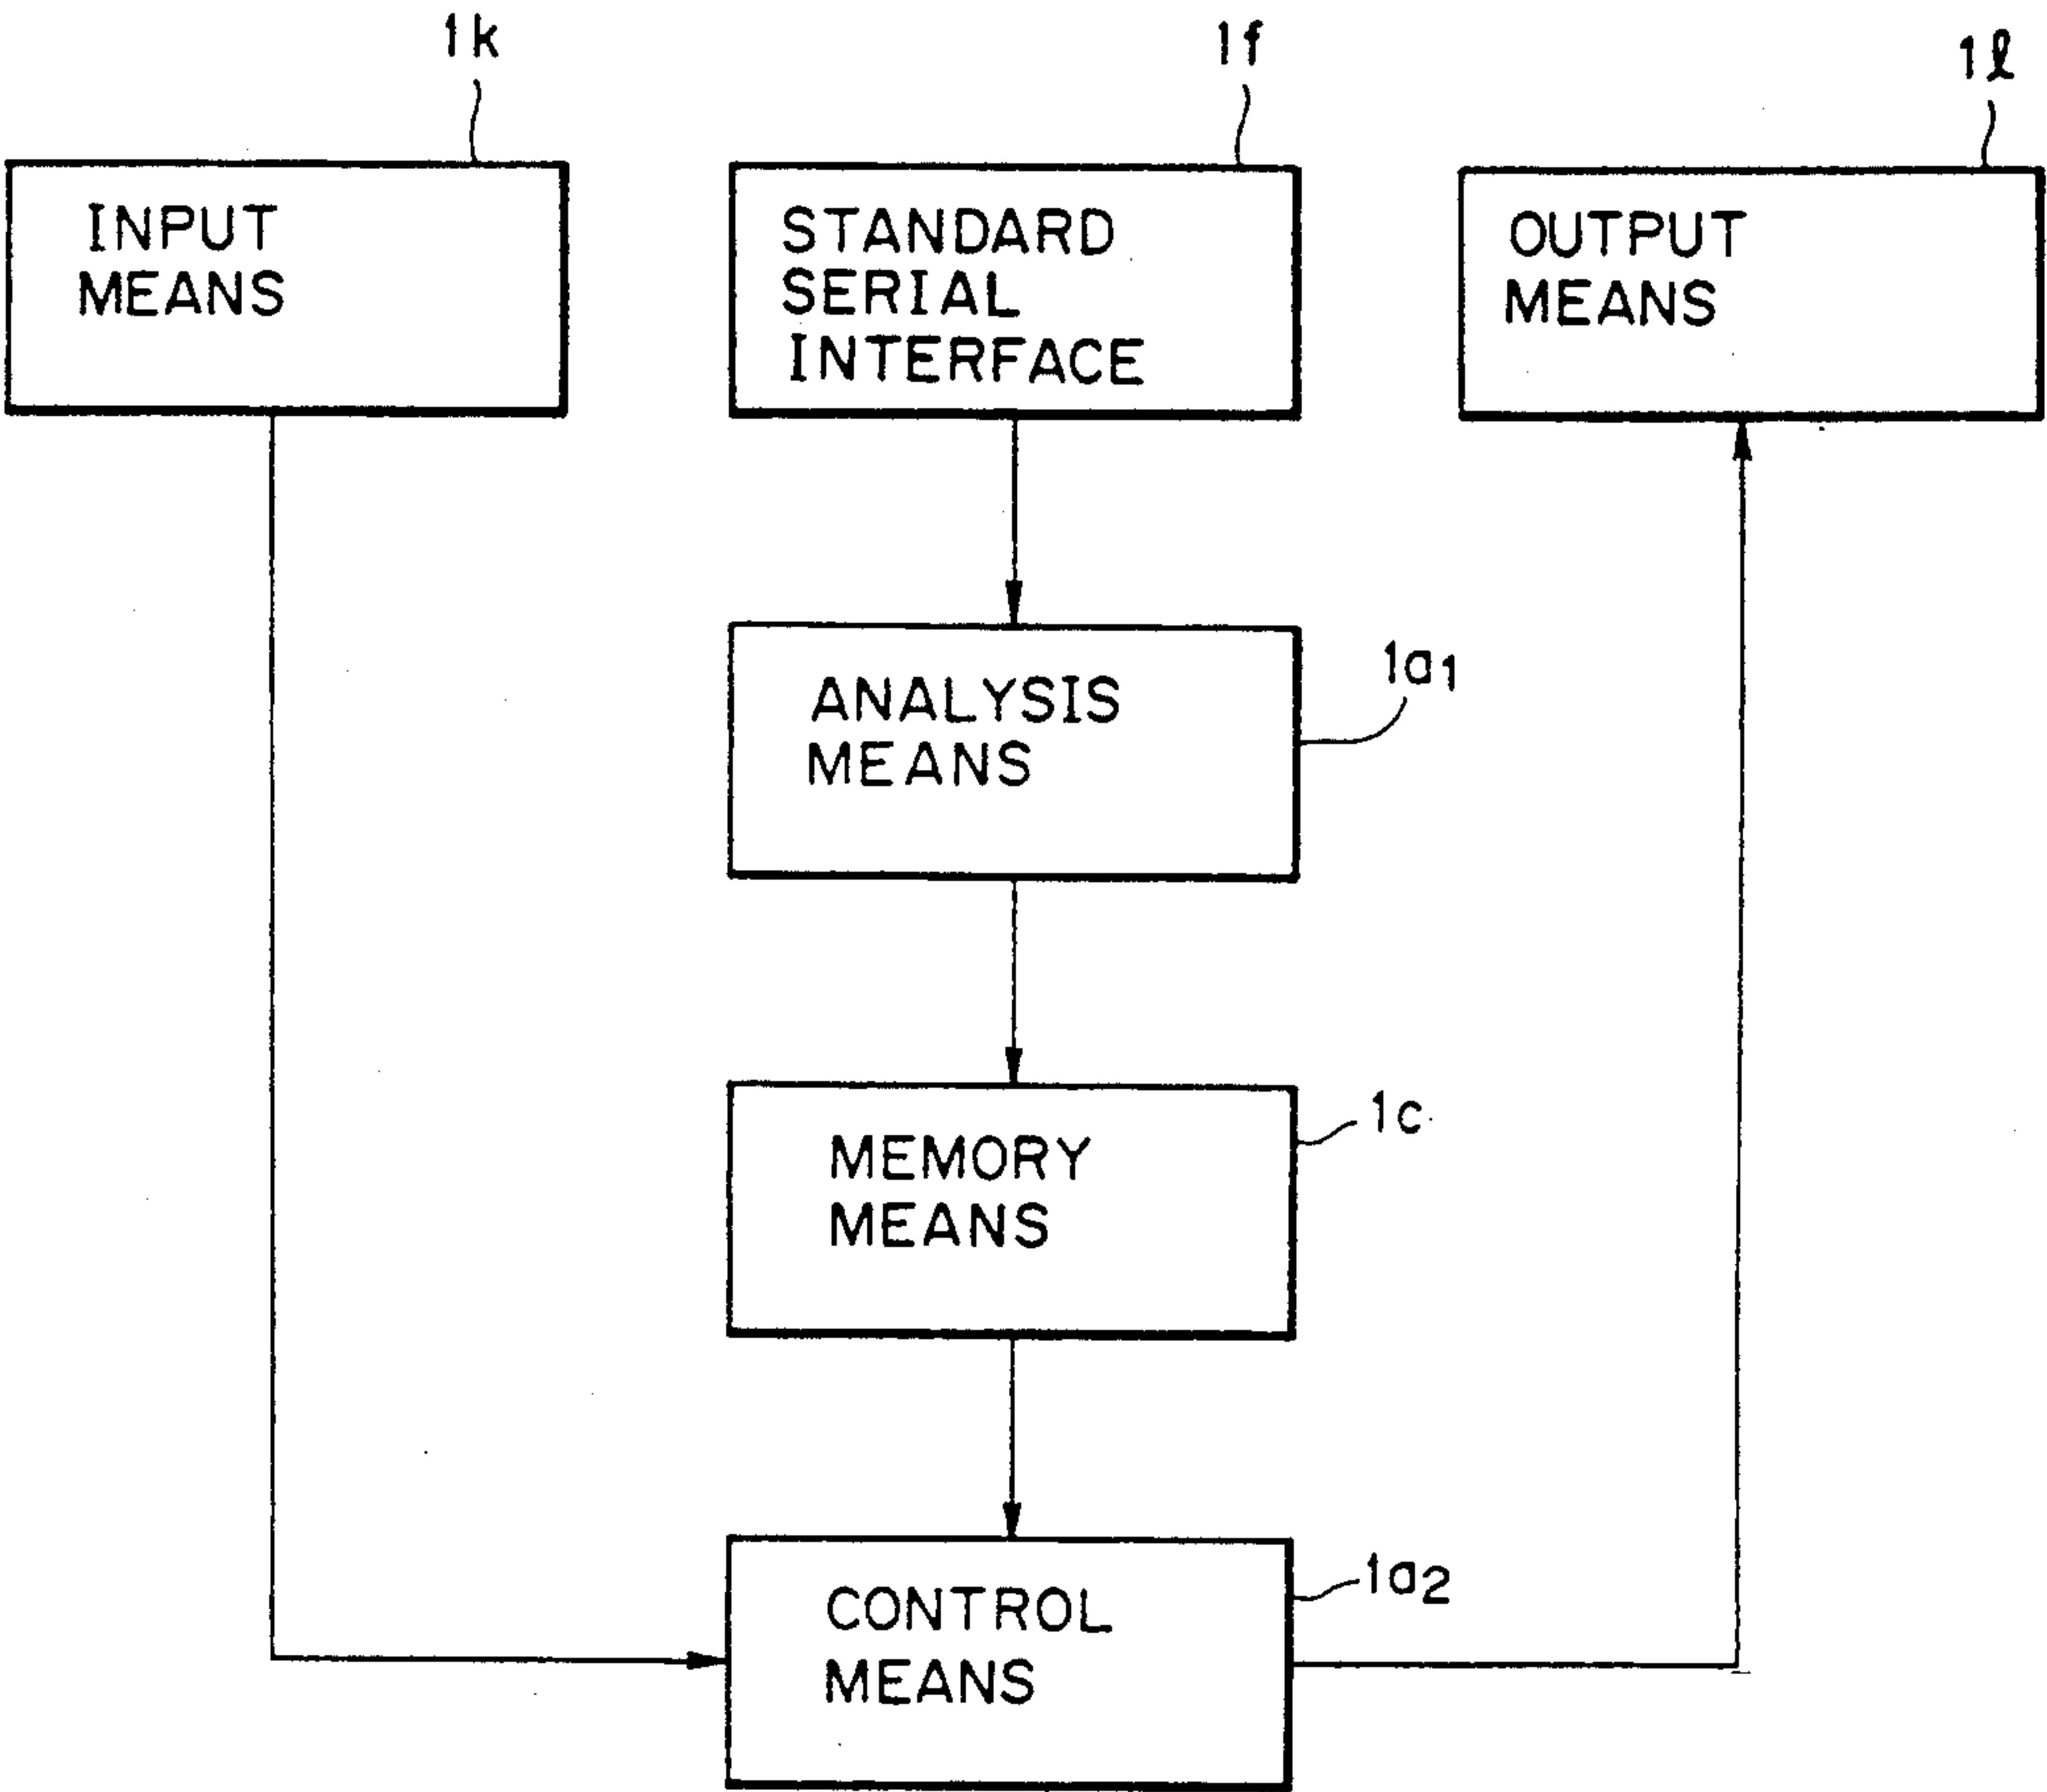 1k
1f
1ℓ
INPUT
MEANS
STANDARD
SERIAL
INTERFACE
OUTPUT
MEANS
1a1
ANALYSIS
MEANS
1c
MEMORY
MEANS
1a2
CONTROL
MEANS